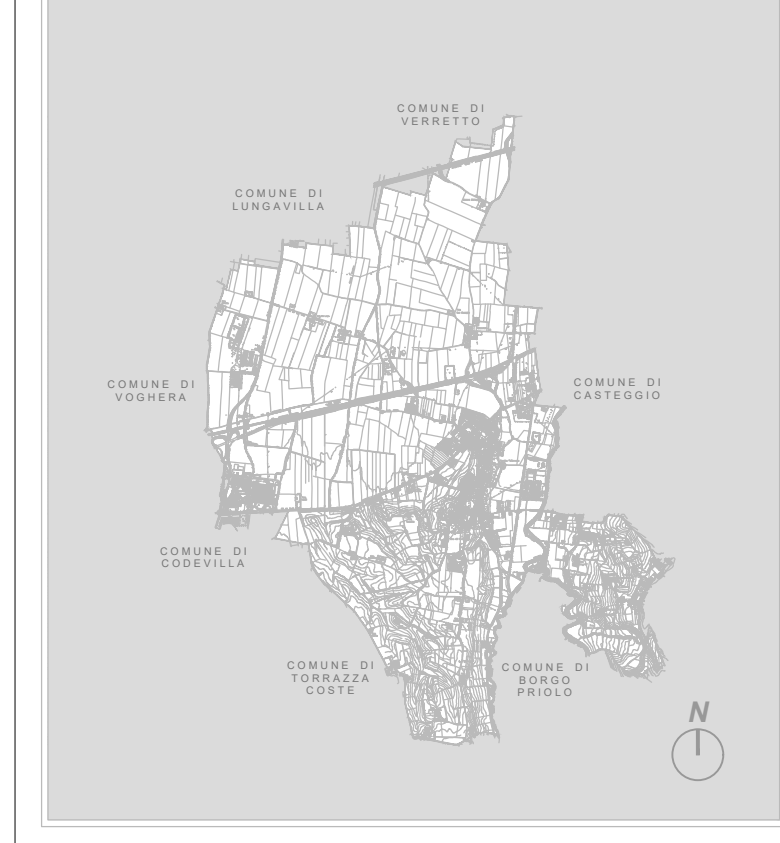 COMUNE DI
VERRETTO
COMUNE DI
LUNGAVILLA
COMUNE DI
VOGHERA
COMUNE DI
CASTEGGIO
COMUNE DI
CODEVILLA
COMUNE DI
TORRAZZA
COSTE
COMUNE DI
BORGO
PRIOLO
N